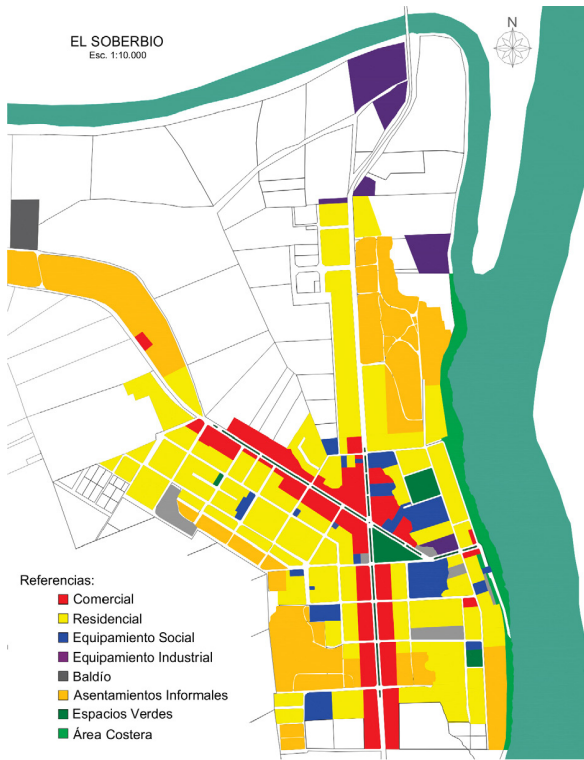 EL SOBERBIO
Esc. 1:10.000
N
Referencias:
Comercial
Residencial
Equipamiento Social
Equipamiento Industrial
Baldío
Asentamientos Informales
Espacios Verdes
Área Costera